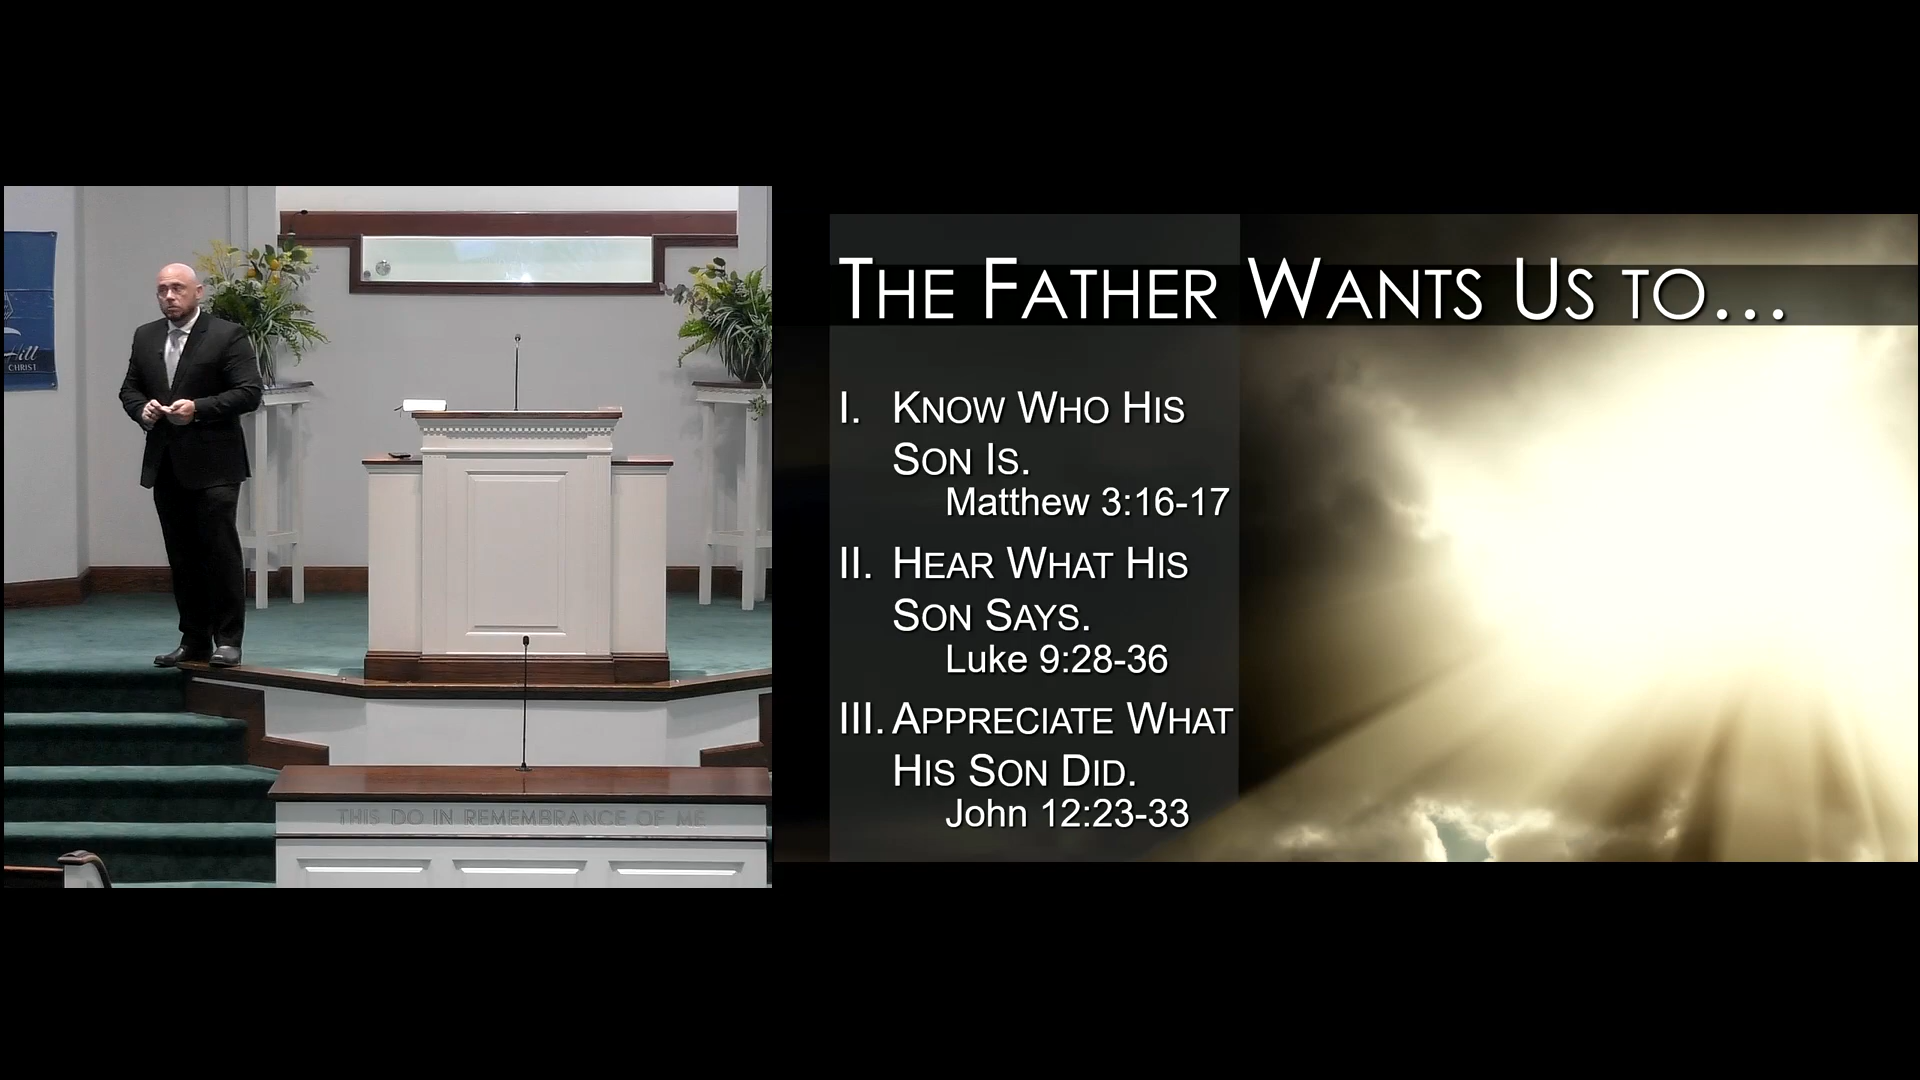 Hill
CHRIST
THIS DO IN REMEMBRANCE OF ME
THE FATHER WANTS US TO...
I. KNOW WHO HIS
SON IS.
Matthew 3:16-17
II. HEAR WHAT HIS
SON SAYS.
Luke 9:28-36
III. APPRECIATE WHAT
HIS SON DID.
John 12:23-33